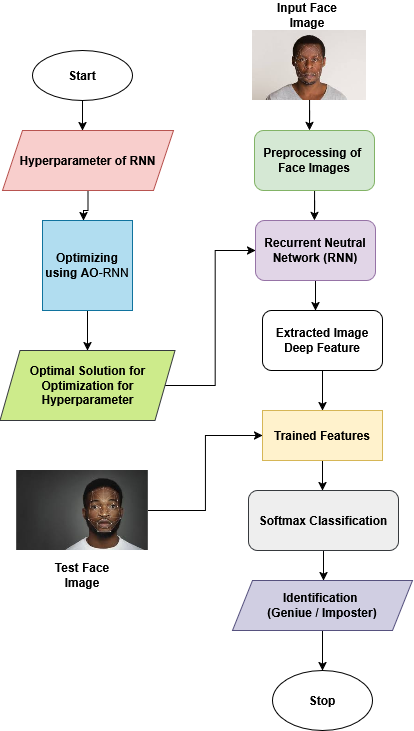 Input Face
Image
Start
Hyperparameter of RNN
Preprocessing of
Face Images
Optimizing
using AO-RNN
Recurrent Neutral
Network (RNN)
Extracted Image
Deep Feature
Optimal Solution for
Optimization for
Hyperparameter
Trained Features
Test Face
Image
Softmax Classification
Identification
(Geniue / Imposter)
Stop